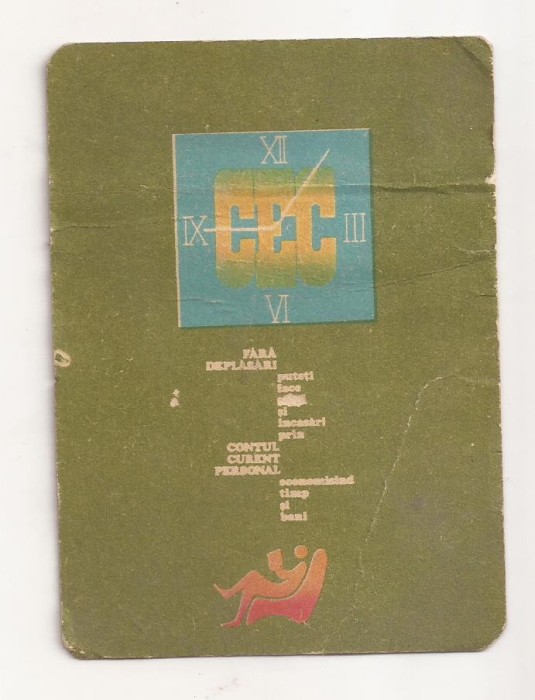 XII
IX CEC III
VI
FĂRĂ
DEPLASĂRI
puteți
face
și
încasări
prin
CONTUL
CURENT
PERSONAL
economisind
timp
și
bani